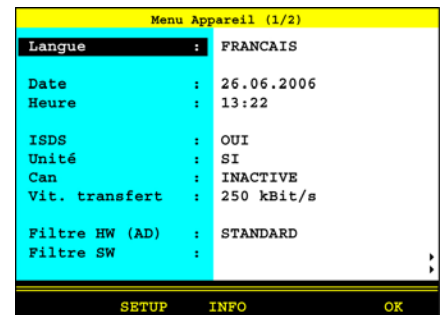 Menu Appareil (1/2)
Langue : FRANCAIS
Date : 26.06.2006
Heure : 13:22
ISDS : OUI
Unité : SI
Can : INACTIVE
Vit. transfert : 250 kBit/s
Filtre HW (AD) : STANDARD
Filtre SW :
SETUP INFO OK